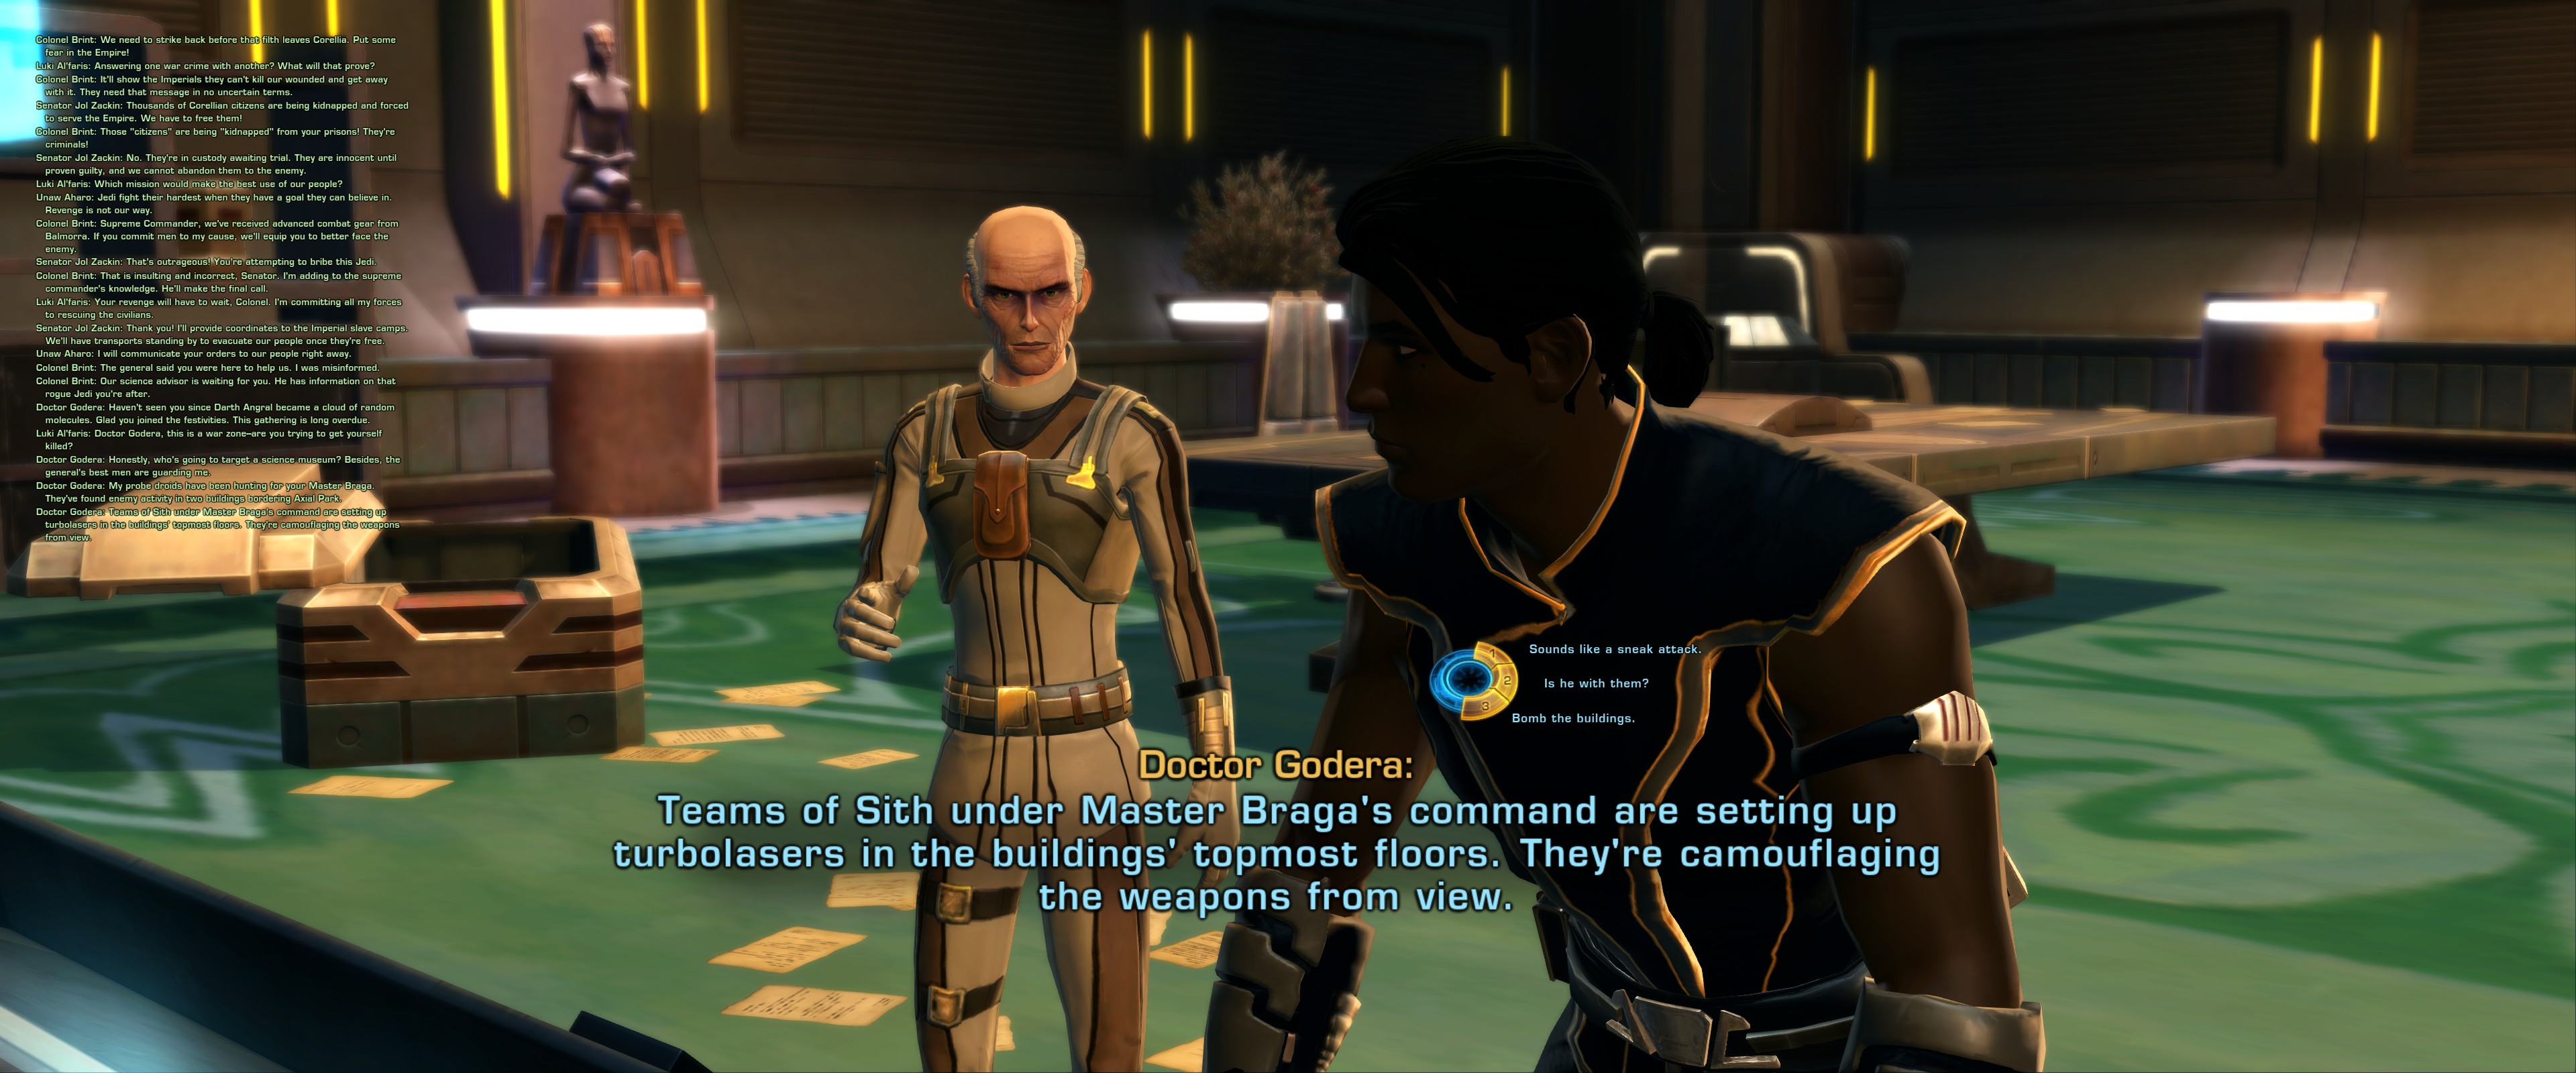 Colonel Brint: We need to strike back before that filth leaves Corellia. Put some
fear in the Empire!
Luki Al'faris: Answering one war crime with another? What will that prove?
Colonel Brint: It'll show the Imperials they can't kill our wounded and get away
with it. They need that message in no uncertain terms.
Senator Jol Zackin: Thousands of Corellian citizens are being kidnapped and forced
to serve the Empire. We have to free them!
Colonel Brint: Those "citizens" are being "kidnapped" from your prisons! They're
criminals!
Senator Jol Zackin: No. They're in custody awaiting trial. They are innocent until
proven guilty, and we cannot abandon them to the enemy.
Luki Al'faris: Which mission would make the best use of our people?
Unaw Aharo: Jedi fight their hardest when they have a goal they can believe in.
Revenge is not our way.
Colonel Brint: Supreme Commander, we've received advanced combat gear from
Balmorra. If you commit men to my cause, we'll equip you to better face the
enemy.
Senator Jol Zackin: That's outrageous! You're attempting to bribe this Jedi.
Colonel Brint: That is insulting and incorrect, Senator. I'm adding to the supreme
commander's knowledge. He'll make the final call.
Luki Al'faris: Your revenge will have to wait, Colonel. I'm committing all my forces
to rescuing the civilians.
Senator Jol Zackin: Thank you! I'll provide coordinates to the Imperial slave camps.
We'll have transports standing by to evacuate our people once they're free.
Unaw Aharo: I will communicate your orders to our people right away.
Colonel Brint: The general said you were here to help us. I was misinformed.
Colonel Brint: Our science advisor is waiting for you. He has information on that
rogue Jedi you're after.
Doctor Godera: Haven't seen you since Darth Angral became a cloud of random
molecules. Glad you joined the festivities. This gathering is long overdue.
Luki Al'faris: Doctor Godera, this is a war zone—are you trying to get yourself
killed?
Doctor Godera: Honestly, who's going to target a science museum? Besides, the
general's best men are guarding me.
Doctor Godera: My probe droids have been hunting for your Master Braga.
They've found enemy activity in two buildings bordering Axial Park.
Doctor Godera: Teams of Sith under Master Braga's command are setting up
turbolasers in the buildings' topmost floors. They're camouflaging the weapons
from view.
1 Sounds like a sneak attack.
2 Is he with them?
3 Bomb the buildings.
Doctor Godera:
Teams of Sith under Master Braga's command are setting up
turbolasers in the buildings' topmost floors. They're camouflaging
the weapons from view.